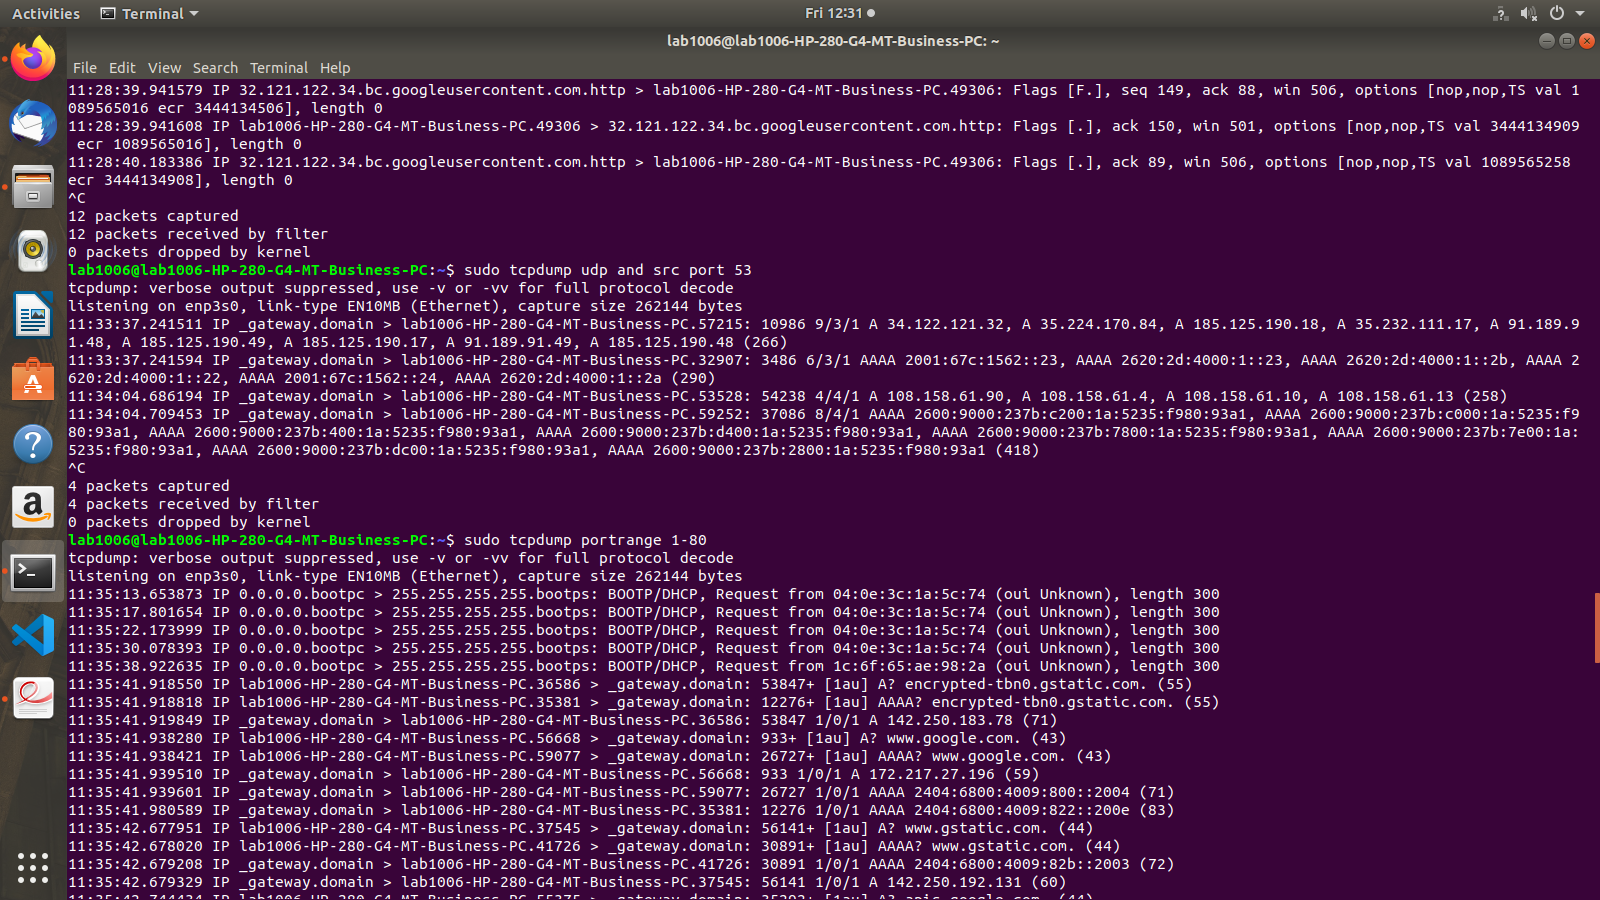 Activities
Terminal
Fri 12:31
lab1006@lab1006-HP-280-G4-MT-Business-PC: ~
File Edit View Search Terminal Help
11:28:39.941579 IP 32.121.122.34.bc.googleusercontent.com.http > lab1006-HP-280-G4-MT-Business-PC.49306: Flags [F.], seq 149, ack 88, win 506, options [nop,nop,TS val 1
089565016 ecr 3444134506], length 0
11:28:39.941608 IP lab1006-HP-280-G4-MT-Business-PC.49306 > 32.121.122.34.bc.googleusercontent.com.http: Flags [.], ack 150, win 501, options [nop,nop,TS val 3444134909
 ecr 1089565016], length 0
11:28:40.183386 IP 32.121.122.34.bc.googleusercontent.com.http > lab1006-HP-280-G4-MT-Business-PC.49306: Flags [.], ack 89, win 506, options [nop,nop,TS val 1089565258
ecr 3444134908], length 0
^C
12 packets captured
12 packets received by filter
0 packets dropped by kernel
lab1006@lab1006-HP-280-G4-MT-Business-PC:~$ sudo tcpdump udp and src port 53
tcpdump: verbose output suppressed, use -v or -vv for full protocol decode
listening on enp3s0, link-type EN10MB (Ethernet), capture size 262144 bytes
11:33:37.241511 IP _gateway.domain > lab1006-HP-280-G4-MT-Business-PC.57215: 10986 9/3/1 A 34.122.121.32, A 35.224.170.84, A 185.125.190.18, A 35.232.111.17, A 91.189.9
1.48, A 185.125.190.49, A 185.125.190.17, A 91.189.91.49, A 185.125.190.48 (266)
11:33:37.241594 IP _gateway.domain > lab1006-HP-280-G4-MT-Business-PC.32907: 3486 6/3/1 AAAA 2001:67c:1562::23, AAAA 2620:2d:4000:1::23, AAAA 2620:2d:4000:1::2b, AAAA 2
620:2d:4000:1::22, AAAA 2001:67c:1562::24, AAAA 2620:2d:4000:1::2a (290)
11:34:04.686194 IP _gateway.domain > lab1006-HP-280-G4-MT-Business-PC.53528: 54238 4/4/1 A 108.158.61.90, A 108.158.61.4, A 108.158.61.10, A 108.158.61.13 (258)
11:34:04.709453 IP _gateway.domain > lab1006-HP-280-G4-MT-Business-PC.59252: 37086 8/4/1 AAAA 2600:9000:237b:c200:1a:5235:f980:93a1, AAAA 2600:9000:237b:c000:1a:5235:f9
80:93a1, AAAA 2600:9000:237b:400:1a:5235:f980:93a1, AAAA 2600:9000:237b:d400:1a:5235:f980:93a1, AAAA 2600:9000:237b:7800:1a:5235:f980:93a1, AAAA 2600:9000:237b:7e00:1a:
5235:f980:93a1, AAAA 2600:9000:237b:dc00:1a:5235:f980:93a1, AAAA 2600:9000:237b:2800:1a:5235:f980:93a1 (418)
^C
4 packets captured
4 packets received by filter
0 packets dropped by kernel
lab1006@lab1006-HP-280-G4-MT-Business-PC:~$ sudo tcpdump portrange 1-80
tcpdump: verbose output suppressed, use -v or -vv for full protocol decode
listening on enp3s0, link-type EN10MB (Ethernet), capture size 262144 bytes
11:35:13.653873 IP 0.0.0.0.bootpc > 255.255.255.255.bootps: BOOTP/DHCP, Request from 04:0e:3c:1a:5c:74 (oui Unknown), length 300
11:35:17.801654 IP 0.0.0.0.bootpc > 255.255.255.255.bootps: BOOTP/DHCP, Request from 04:0e:3c:1a:5c:74 (oui Unknown), length 300
11:35:22.173999 IP 0.0.0.0.bootpc > 255.255.255.255.bootps: BOOTP/DHCP, Request from 04:0e:3c:1a:5c:74 (oui Unknown), length 300
11:35:30.078393 IP 0.0.0.0.bootpc > 255.255.255.255.bootps: BOOTP/DHCP, Request from 04:0e:3c:1a:5c:74 (oui Unknown), length 300
11:35:38.922635 IP 0.0.0.0.bootpc > 255.255.255.255.bootps: BOOTP/DHCP, Request from 1c:6f:65:ae:98:2a (oui Unknown), length 300
11:35:41.918550 IP lab1006-HP-280-G4-MT-Business-PC.36586 > _gateway.domain: 53847+ [1au] A? encrypted-tbn0.gstatic.com. (55)
11:35:41.918818 IP lab1006-HP-280-G4-MT-Business-PC.35381 > _gateway.domain: 12276+ [1au] AAAA? encrypted-tbn0.gstatic.com. (55)
11:35:41.919849 IP _gateway.domain > lab1006-HP-280-G4-MT-Business-PC.36586: 53847 1/0/1 A 142.250.183.78 (71)
11:35:41.938280 IP lab1006-HP-280-G4-MT-Business-PC.56668 > _gateway.domain: 933+ [1au] A? www.google.com. (43)
11:35:41.938421 IP lab1006-HP-280-G4-MT-Business-PC.59077 > _gateway.domain: 26727+ [1au] AAAA? www.google.com. (43)
11:35:41.939510 IP _gateway.domain > lab1006-HP-280-G4-MT-Business-PC.56668: 933 1/0/1 A 172.217.27.196 (59)
11:35:41.939601 IP _gateway.domain > lab1006-HP-280-G4-MT-Business-PC.59077: 26727 1/0/1 AAAA 2404:6800:4009:800::2004 (71)
11:35:41.980589 IP _gateway.domain > lab1006-HP-280-G4-MT-Business-PC.35381: 12276 1/0/1 AAAA 2404:6800:4009:822::200e (83)
11:35:42.677951 IP lab1006-HP-280-G4-MT-Business-PC.37545 > _gateway.domain: 56141+ [1au] A? www.gstatic.com. (44)
11:35:42.678020 IP lab1006-HP-280-G4-MT-Business-PC.41726 > _gateway.domain: 30891+ [1au] AAAA? www.gstatic.com. (44)
11:35:42.679208 IP _gateway.domain > lab1006-HP-280-G4-MT-Business-PC.41726: 30891 1/0/1 AAAA 2404:6800:4009:82b::2003 (72)
11:35:42.679329 IP _gateway.domain > lab1006-HP-280-G4-MT-Business-PC.37545: 56141 1/0/1 A 142.250.192.131 (60)